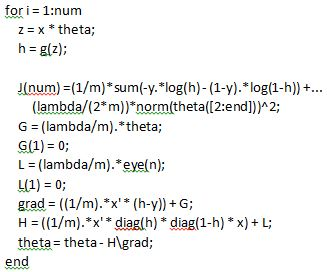 for i = 1:num
z = x * theta;
h = g(z);
J(num) =(1/m)*sum(-y.*log(h) - (1-y).*log(1-h)) +...
(lambda/(2*m))*norm(theta([2:end]))^2;
G = (lambda/m).*theta;
G(1) = 0;
L = (lambda/m).*eye(n);
L(1) = 0;
grad = ((1/m).*x' * (h-y)) + G;
H = ((1/m).*x' * diag(h) * diag(1-h) * x) + L;
theta = theta - H\grad;
end